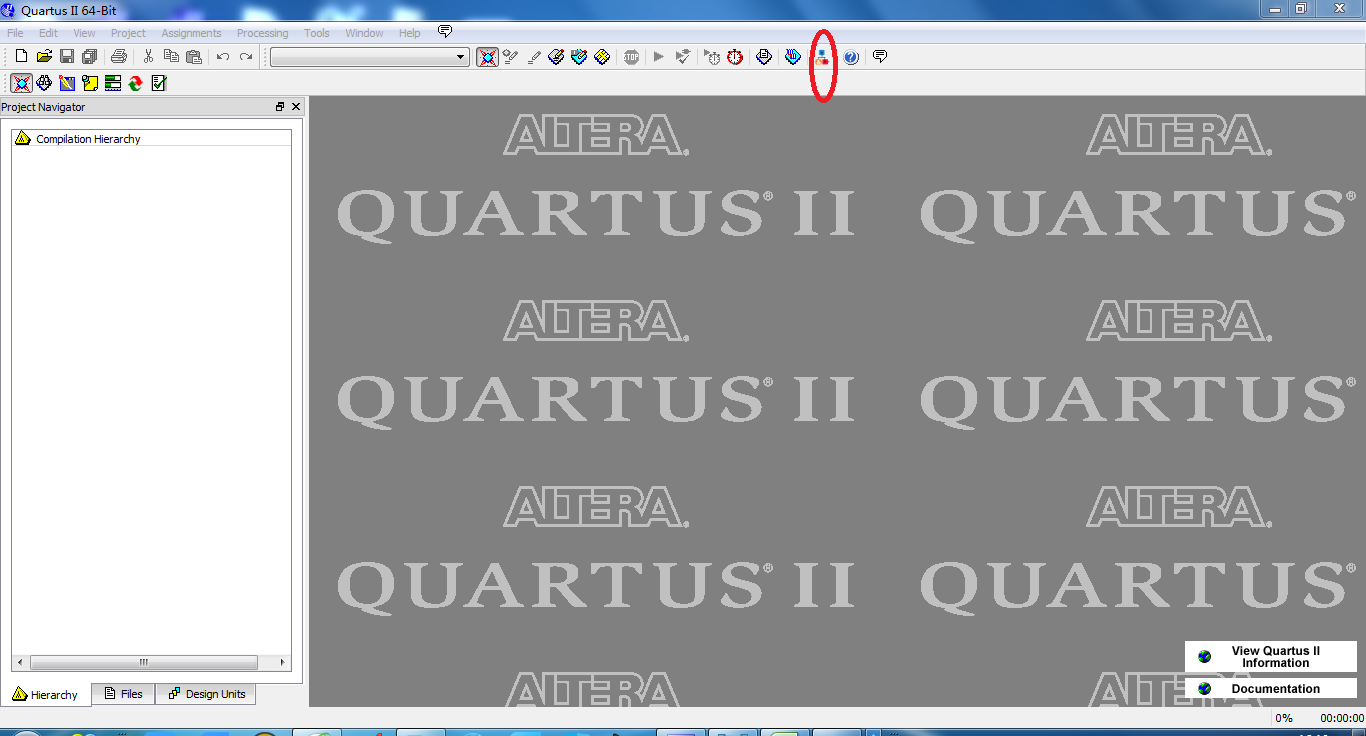 Quartus II 64-Bit
File Edit View Project Assignments Processing Tools Window Help
STOP
Project Navigator
Compilation Hierarchy
ALTERA. ALTERA.
QUARTUS® II QUARTUS®
ALTERA. ALTERA.
QUARTUS® II QUARTUS®
ALTERA. ALTERA.
QUARTUS® II QUARTUS®
View Quartus II
Information
ALTERA ALTERA
Documentation
Hierarchy Files Design Units
0% 00:00:00